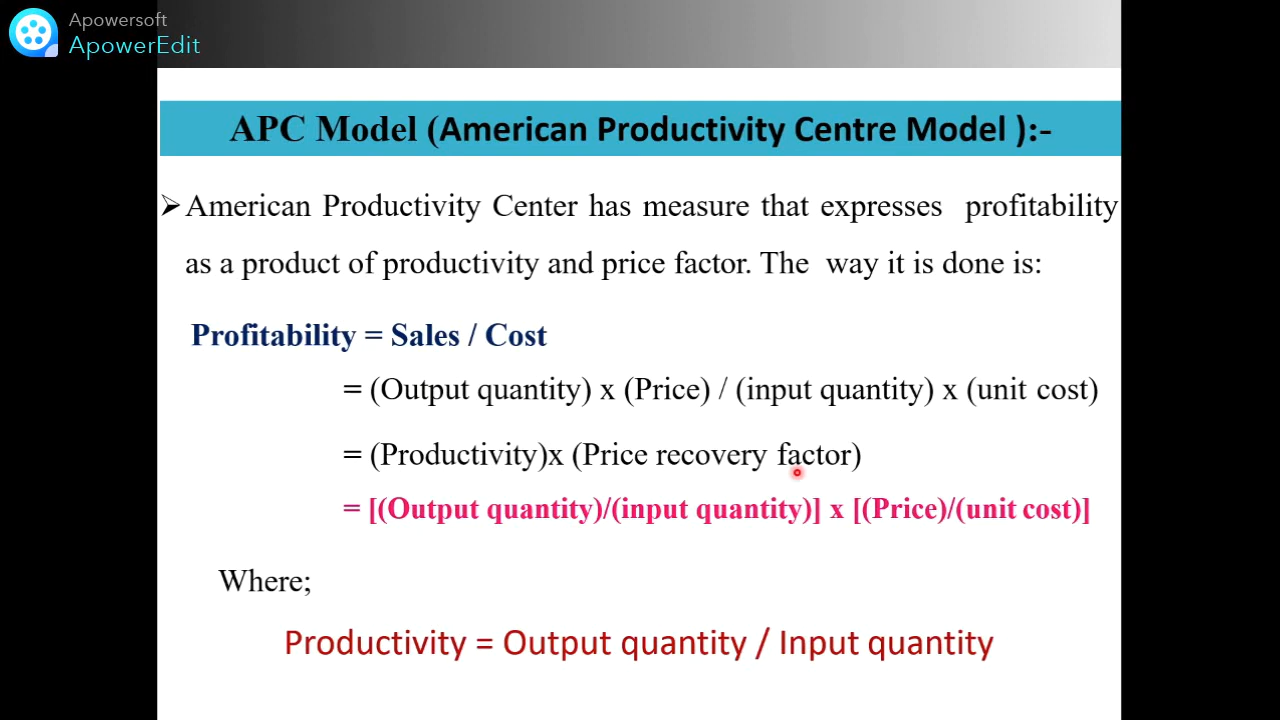 Apowersoft
ApowerEdit
APC Model (American Productivity Centre Model ):-
➢American Productivity Center has measure that expresses profitability
as a product of productivity and price factor. The way it is done is:
Profitability = Sales / Cost
= (Output quantity) x (Price) / (input quantity) x (unit cost)
= (Productivity)x (Price recovery factor)
= [(Output quantity)/(input quantity)] x [(Price)/(unit cost)]
Where;
Productivity = Output quantity / Input quantity